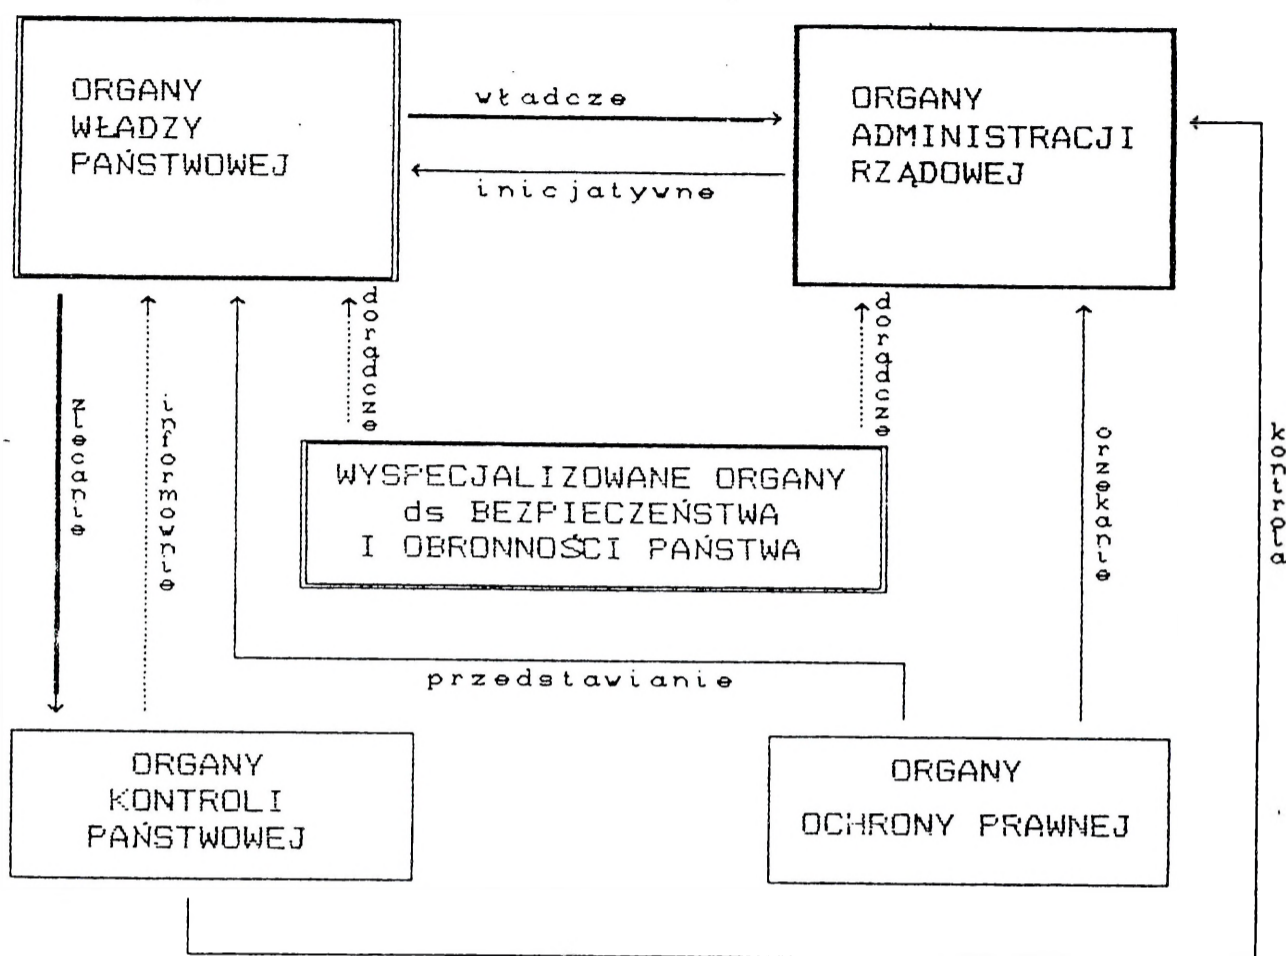 ORGANY
WŁADZY
PAŃSTWOWEJ
władcze
inicjatywne
ORGANY
ADMINISTRACJI
RZĄDOWEJ
zlecanie
informownie
doradcze
doradcze
orzekanie
kontrola
WYSPECJALIZOWANE ORGANY
ds BEZPIECZEŃSTWA
I OBRONNOŚCI PAŃSTWA
przedstawianie
ORGANY
KONTROLI
PAŃSTWOWEJ
ORGANY
OCHRONY PRAWNEJ